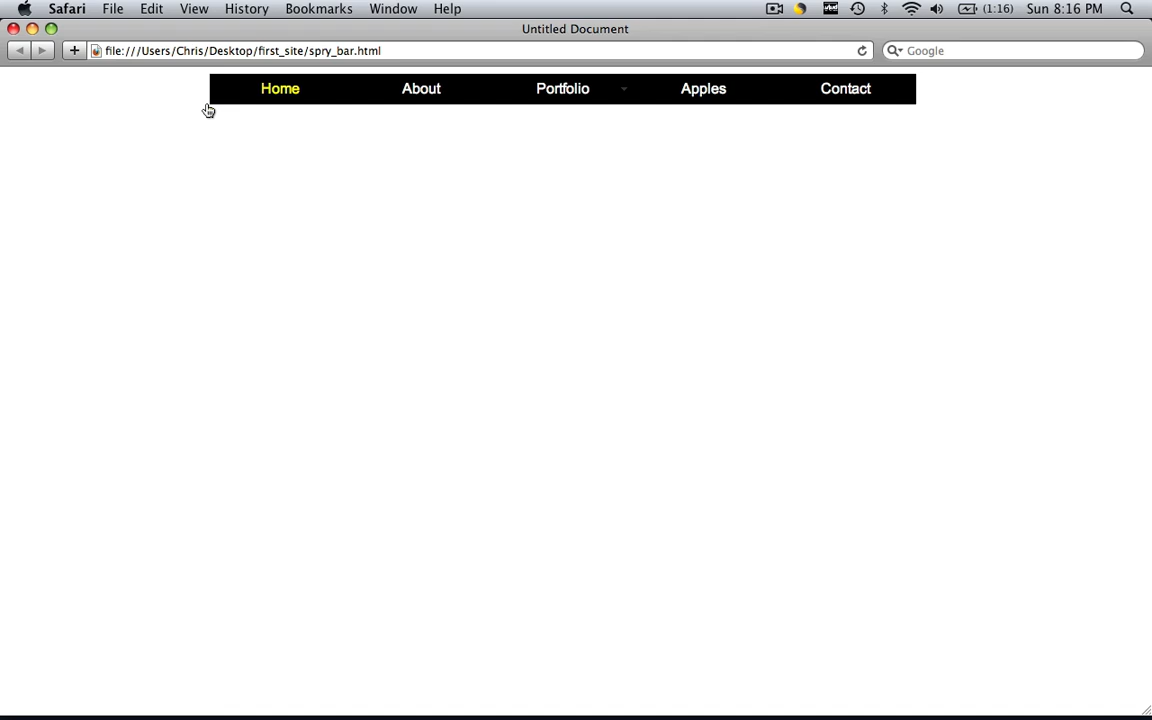 Safari File Edit View History Bookmarks Window Help (1:16) Sun 8:16 PM
Untitled Document
file:///Users/Chris/Desktop/first_site/spry_bar.html Google
Home About Portfolio Apples Contact